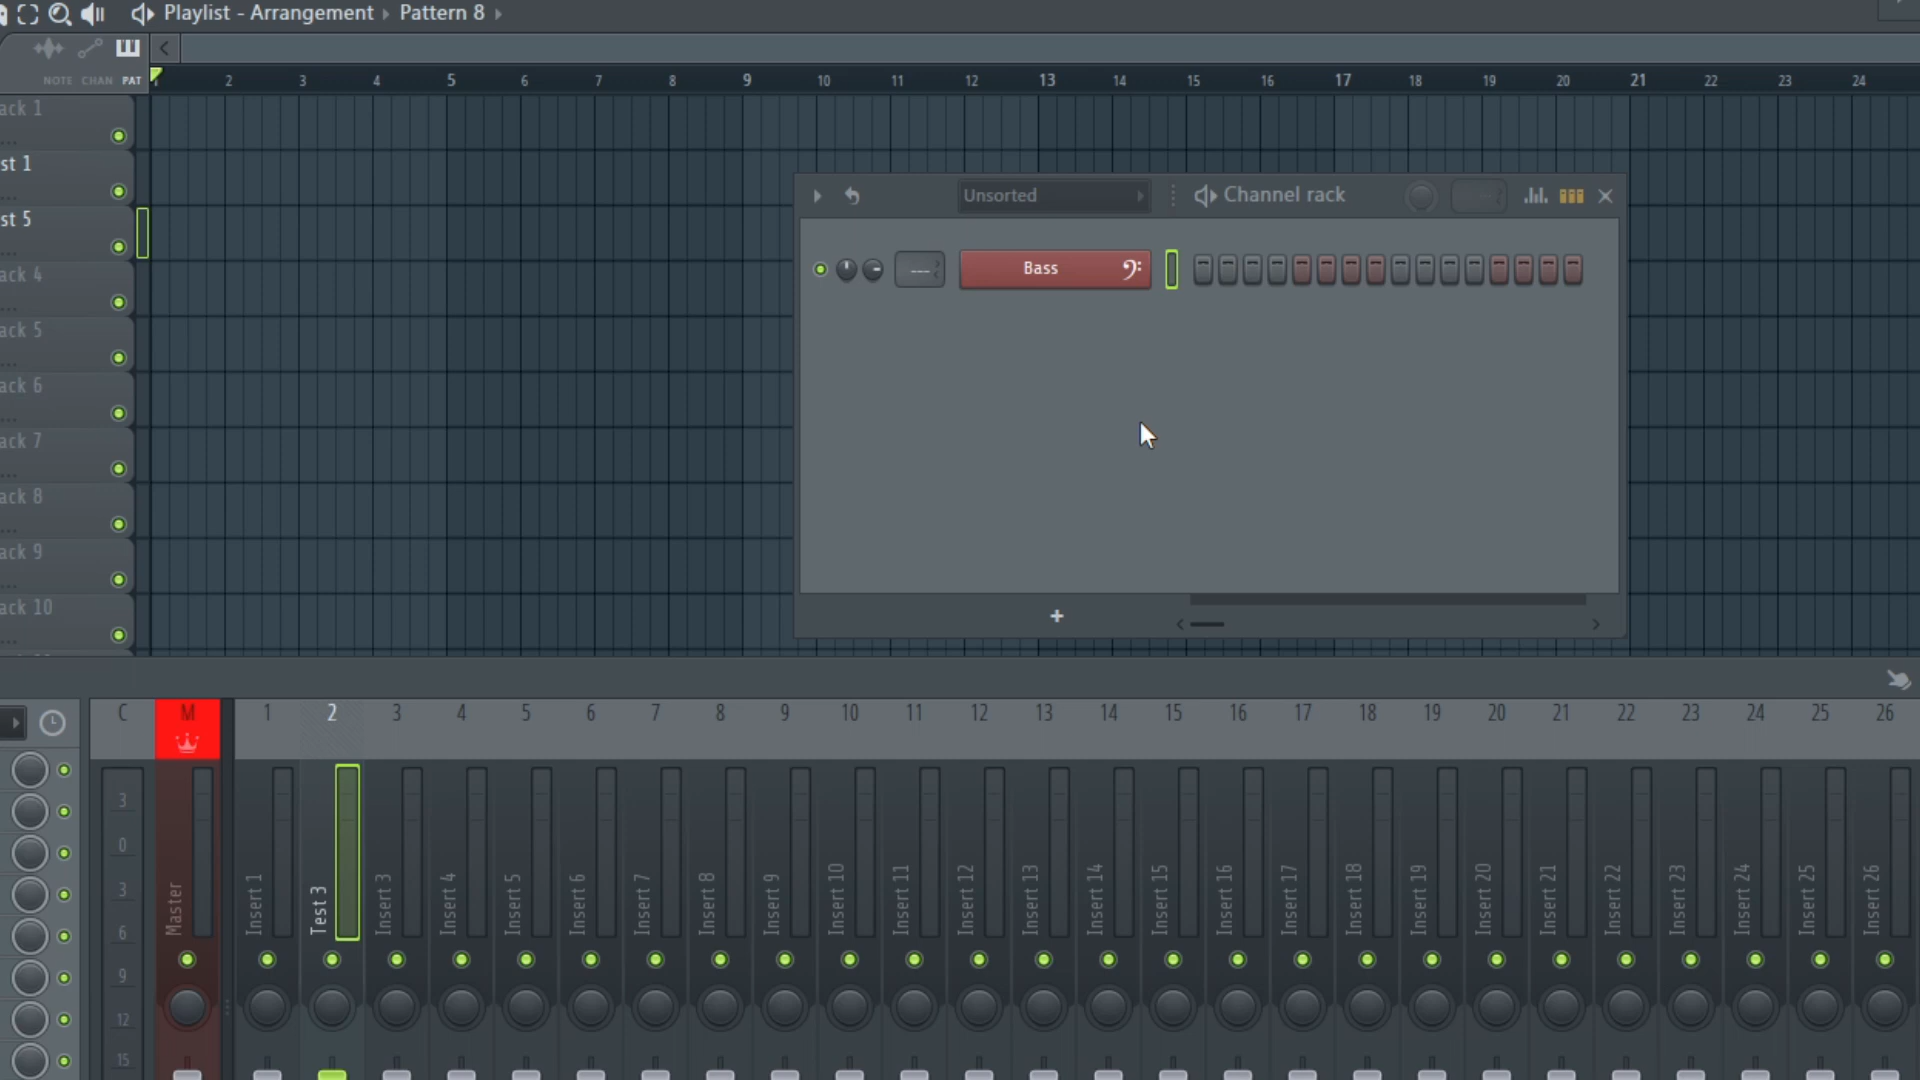 Playlist - Arrangement › Pattern 8 ›
NOTE CHAN PAT
2 3 4 5 6 7 8 9 10 11 12 13 14 15 16 17 18 19 20 21 22 23 24
ack 1
st 1
st 5
ack 4
ack 5
ack 6
ack 7
ack 8
ack 9
ack 10
Unsorted
Channel rack
---
Bass
+
C M 1 2 3 4 5 6 7 8 9 10 11 12 13 14 15 16 17 18 19 20 21 22 23 24 25 26
3
0
3
6
9
12
15
Master
Insert 1
Test 3
Insert 3
Insert 4
Insert 5
Insert 6
Insert 7
Insert 8
Insert 9
Insert 10
Insert 11
Insert 12
Insert 13
Insert 14
Insert 15
Insert 16
Insert 17
Insert 18
Insert 19
Insert 20
Insert 21
Insert 22
Insert 23
Insert 24
Insert 25
Insert 26